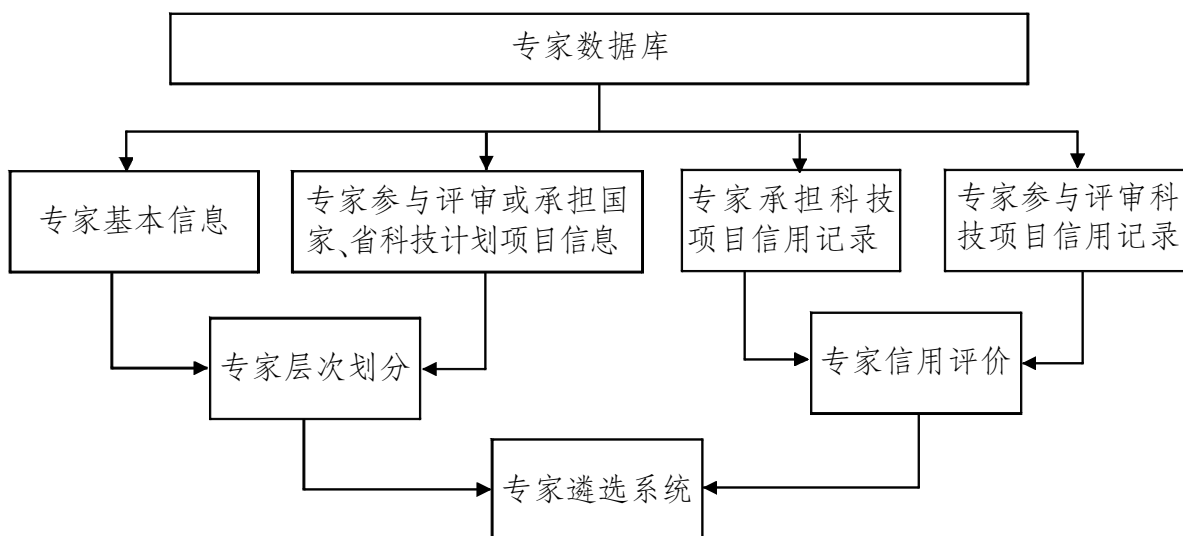 专家数据库
专家基本信息
专家参与评审或承担国
家、省科技计划项目信息
专家承担科技
项目信用记录
专家参与评审科
技项目信用记录
专家层次划分
专家信用评价
专家遴选系统